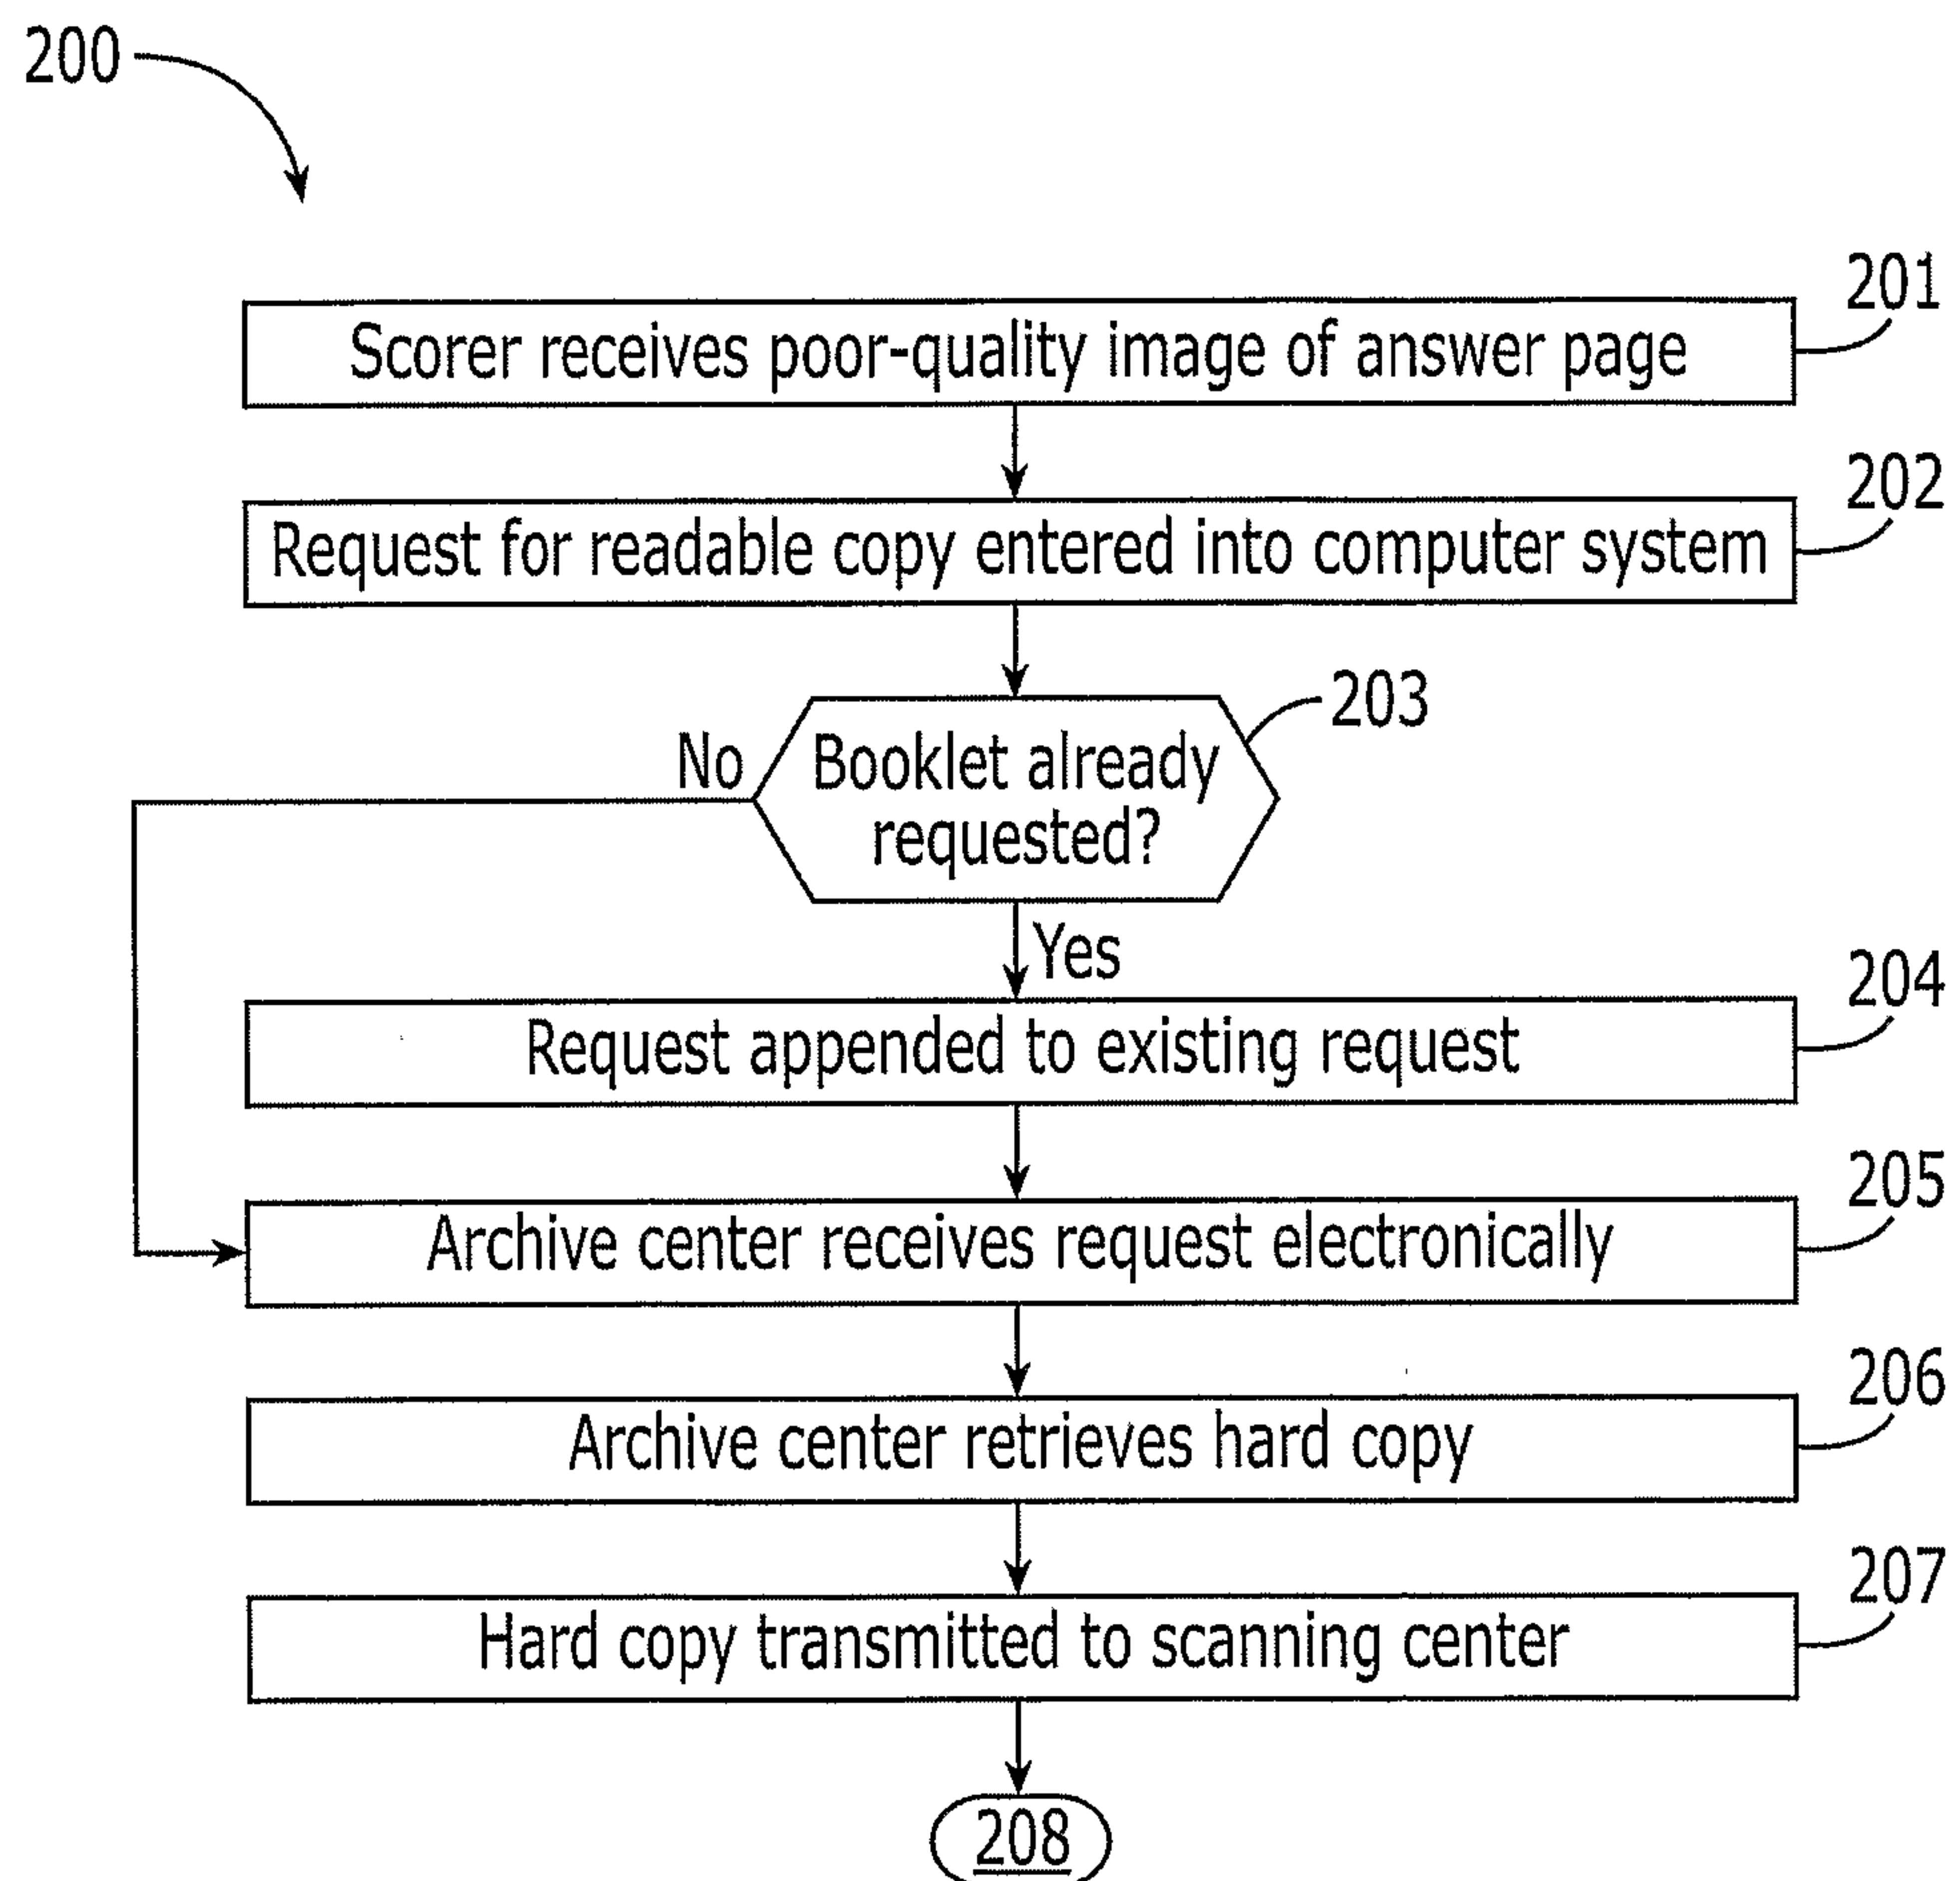 200
201
Scorer receives poor-quality image of answer page
202
Request for readable copy entered into computer system
203
No
Booklet already
requested?
Yes
204
Request appended to existing request
205
Archive center receives request electronically
206
Archive center retrieves hard copy
207
Hard copy transmitted to scanning center
208